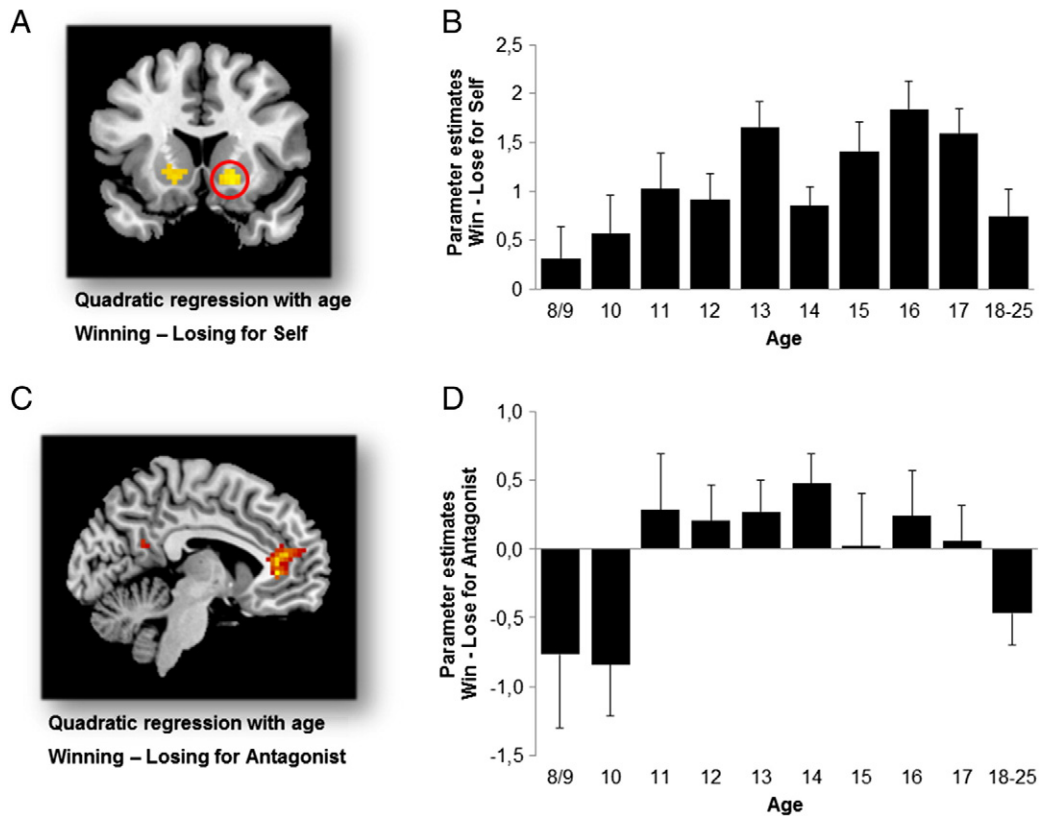 A
Quadratic regression with age
Winning – Losing for Self
B
Parameter estimates
Win - Lose for Self
2,5
2
1,5
1
0,5
0
8/9 10 11 12 13 14 15 16 17 18-25
Age
C
Quadratic regression with age
Winning – Losing for Antagonist
D
Parameter estimates
Win - Lose for Antagonist
1,0
0,5
0,0
-0,5
-1,0
-1,5
8/9 10 11 12 13 14 15 16 17 18-25
Age